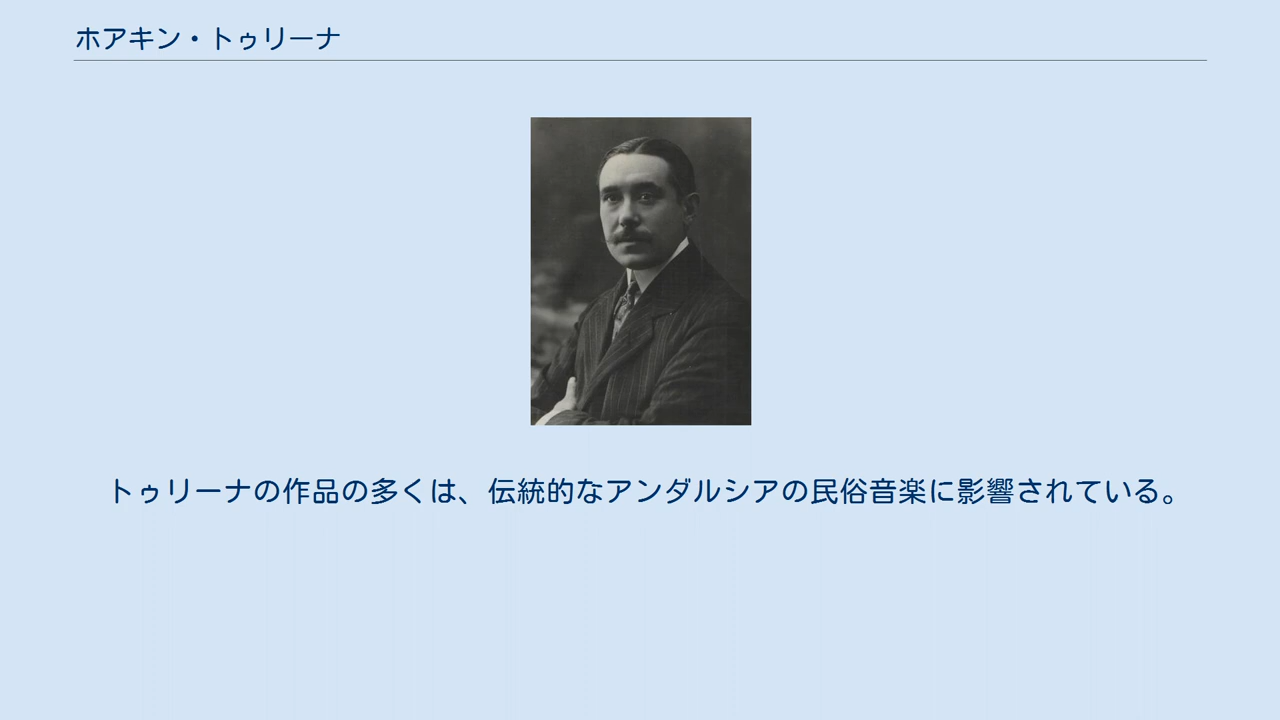 ホアキン・トゥリーナ
トゥリーナの作品の多くは、伝統的なアンダルシアの民俗音楽に影響されている。